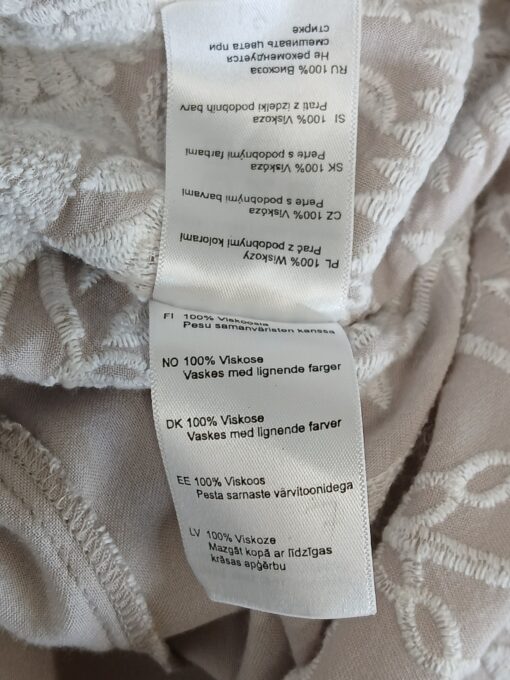 RU 100% Вискоза
Не рекомендуется
смешивать цвета при
стирке
SI 100% Viskoza
Prati z izdelki podobnih barv
SK 100% Viskóza
Perte s podobnými farbami
CZ 100% Viskóza
Perte s podobnými barvami
PL 100% Wiskozy
Prać z podobnymi kolorami
FI 100% Viskoosia
Pesu samanväristen kanssa
NO 100% Viskose
Vaskes med lignende farger
DK 100% Viskose
Vaskes med lignende farver
EE 100% Viskoos
Pesta sarnaste värvitoonidega
LV 100% Viskoze
Mazgāt kopā ar līdzīgas
krāsas apģērbu